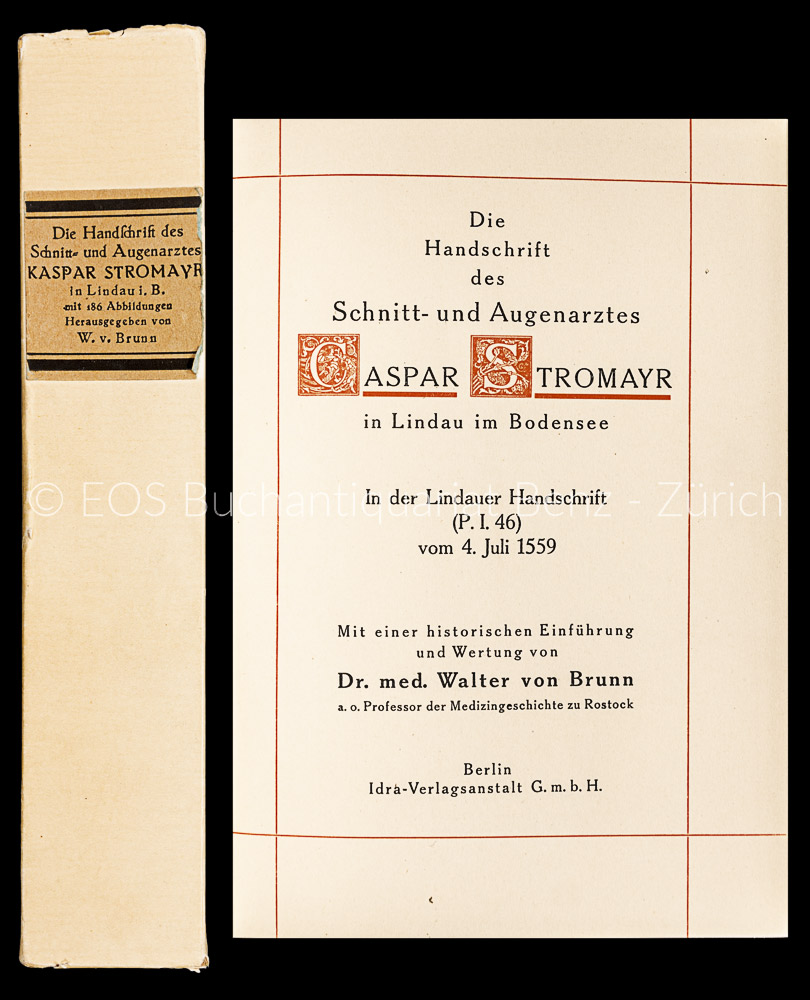 Die Handschrift des
Schnitt- und Augenarztes
KASPAR STROMAYR
in Lindau i. B.
mit 186 Abbildungen
Herausgegeben von
W. v. Brunn
Die
Handschrift
des
Schnitt- und Augenarztes
CASPAR STROMAYR
in Lindau im Bodensee
© EOS Buchantiquariat Benz - Zürich
In der Lindauer Handschrift
(P. I. 46)
vom 4. Juli 1559
Mit einer historischen Einführung
und Wertung von
Dr. med. Walter von Brunn
a. o. Professor der Medizingeschichte zu Rostock
Berlin
Idra-Verlagsanstalt G. m. b. H.